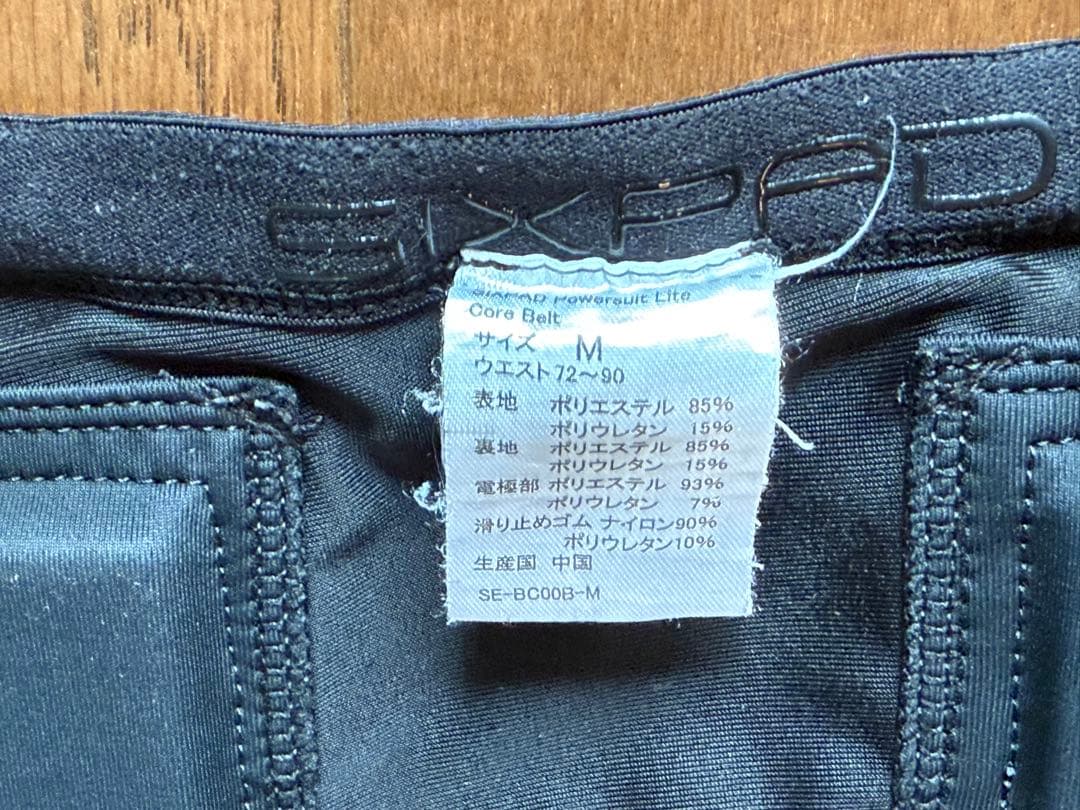 SIXPAD
SIXPAD Powersuit Lite
Core Belt
サイズ M
ウエスト72～90
表地 ポリエステル 85%
ポリウレタン 15%
裏地 ポリエステル 85%
ポリウレタン 15%
電極部 ポリエステル 93%
ポリウレタン 7%
滑り止めゴム ナイロン90%
ポリウレタン10%
生産国 中国
SE-BC00B-M